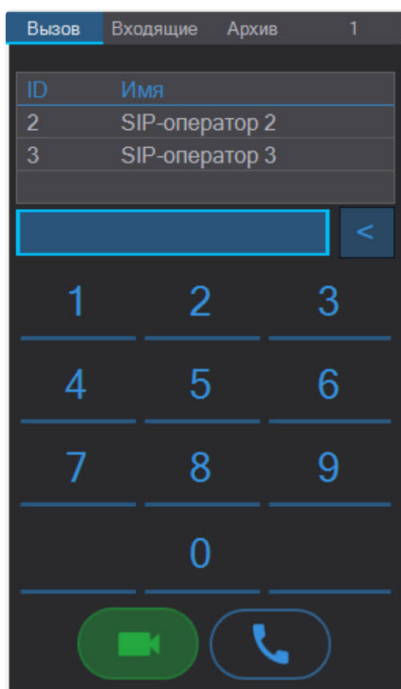 Вызов Входящие Архив 1
ID Имя
2 SIP-оператор 2
3 SIP-оператор 3
<
1 2 3
4 5 6
7 8 9
0